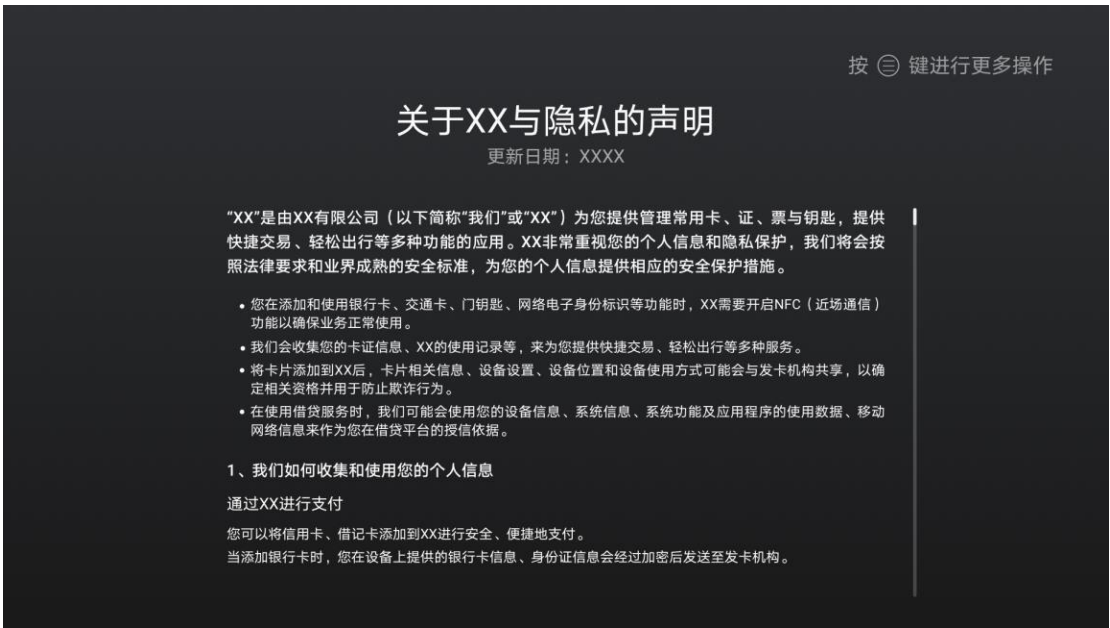 按 ☰ 键进行更多操作
关于XX与隐私的声明
更新日期：XXXX
“XX”是由XX有限公司（以下简称“我们”或“XX”）为您提供管理常用卡、证、票与钥匙，提供
快捷交易、轻松出行等多种功能的应用。XX非常重视您的个人信息和隐私保护，我们将会按
照法律要求和业界成熟的安全标准，为您的个人信息提供相应的安全保护措施。
• 您在添加和使用银行卡、交通卡、门钥匙、网络电子身份标识等功能时，XX需要开启NFC（近场通信）
功能以确保业务正常使用。
• 我们会收集您的卡证信息、XX的使用记录等，来为您提供快捷交易、轻松出行等多种服务。
• 将卡片添加到XX后，卡片相关信息、设备设置、设备位置和设备使用方式可能会与发卡机构共享，以确
定相关资格并用于防止欺诈行为。
• 在使用借贷服务时，我们可能会使用您的设备信息、系统信息、系统功能及应用程序的使用数据、移动
网络信息来作为您在借贷平台的授信依据。
1、我们如何收集和使用您的个人信息
通过XX进行支付
您可以将信用卡、借记卡添加到XX进行安全、便捷地支付。
当添加银行卡时，您在设备上提供的银行卡信息、身份证信息会经过加密后发送至发卡机构。